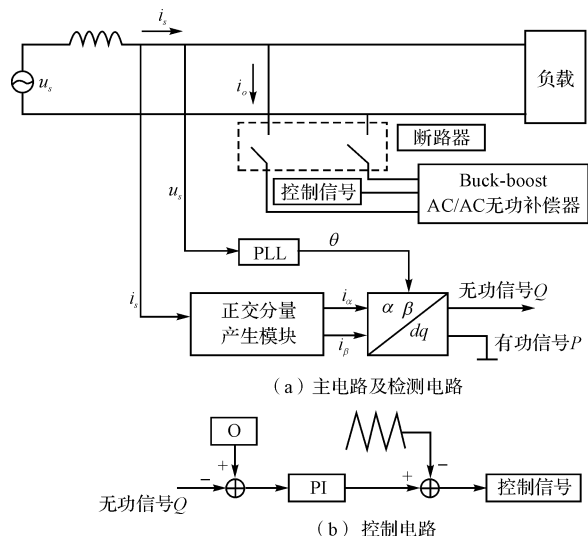 i_s
u_s
i_o
负载
断路器
控制信号
Buck-boost
AC/AC无功补偿器
u_s
PLL
θ
i_s
正交分量
产生模块
i_α
i_β
α β
dq
无功信号Q
有功信号P
（a）主电路及检测电路
O
+
−
无功信号Q
PI
+
−
控制信号
（b）控制电路